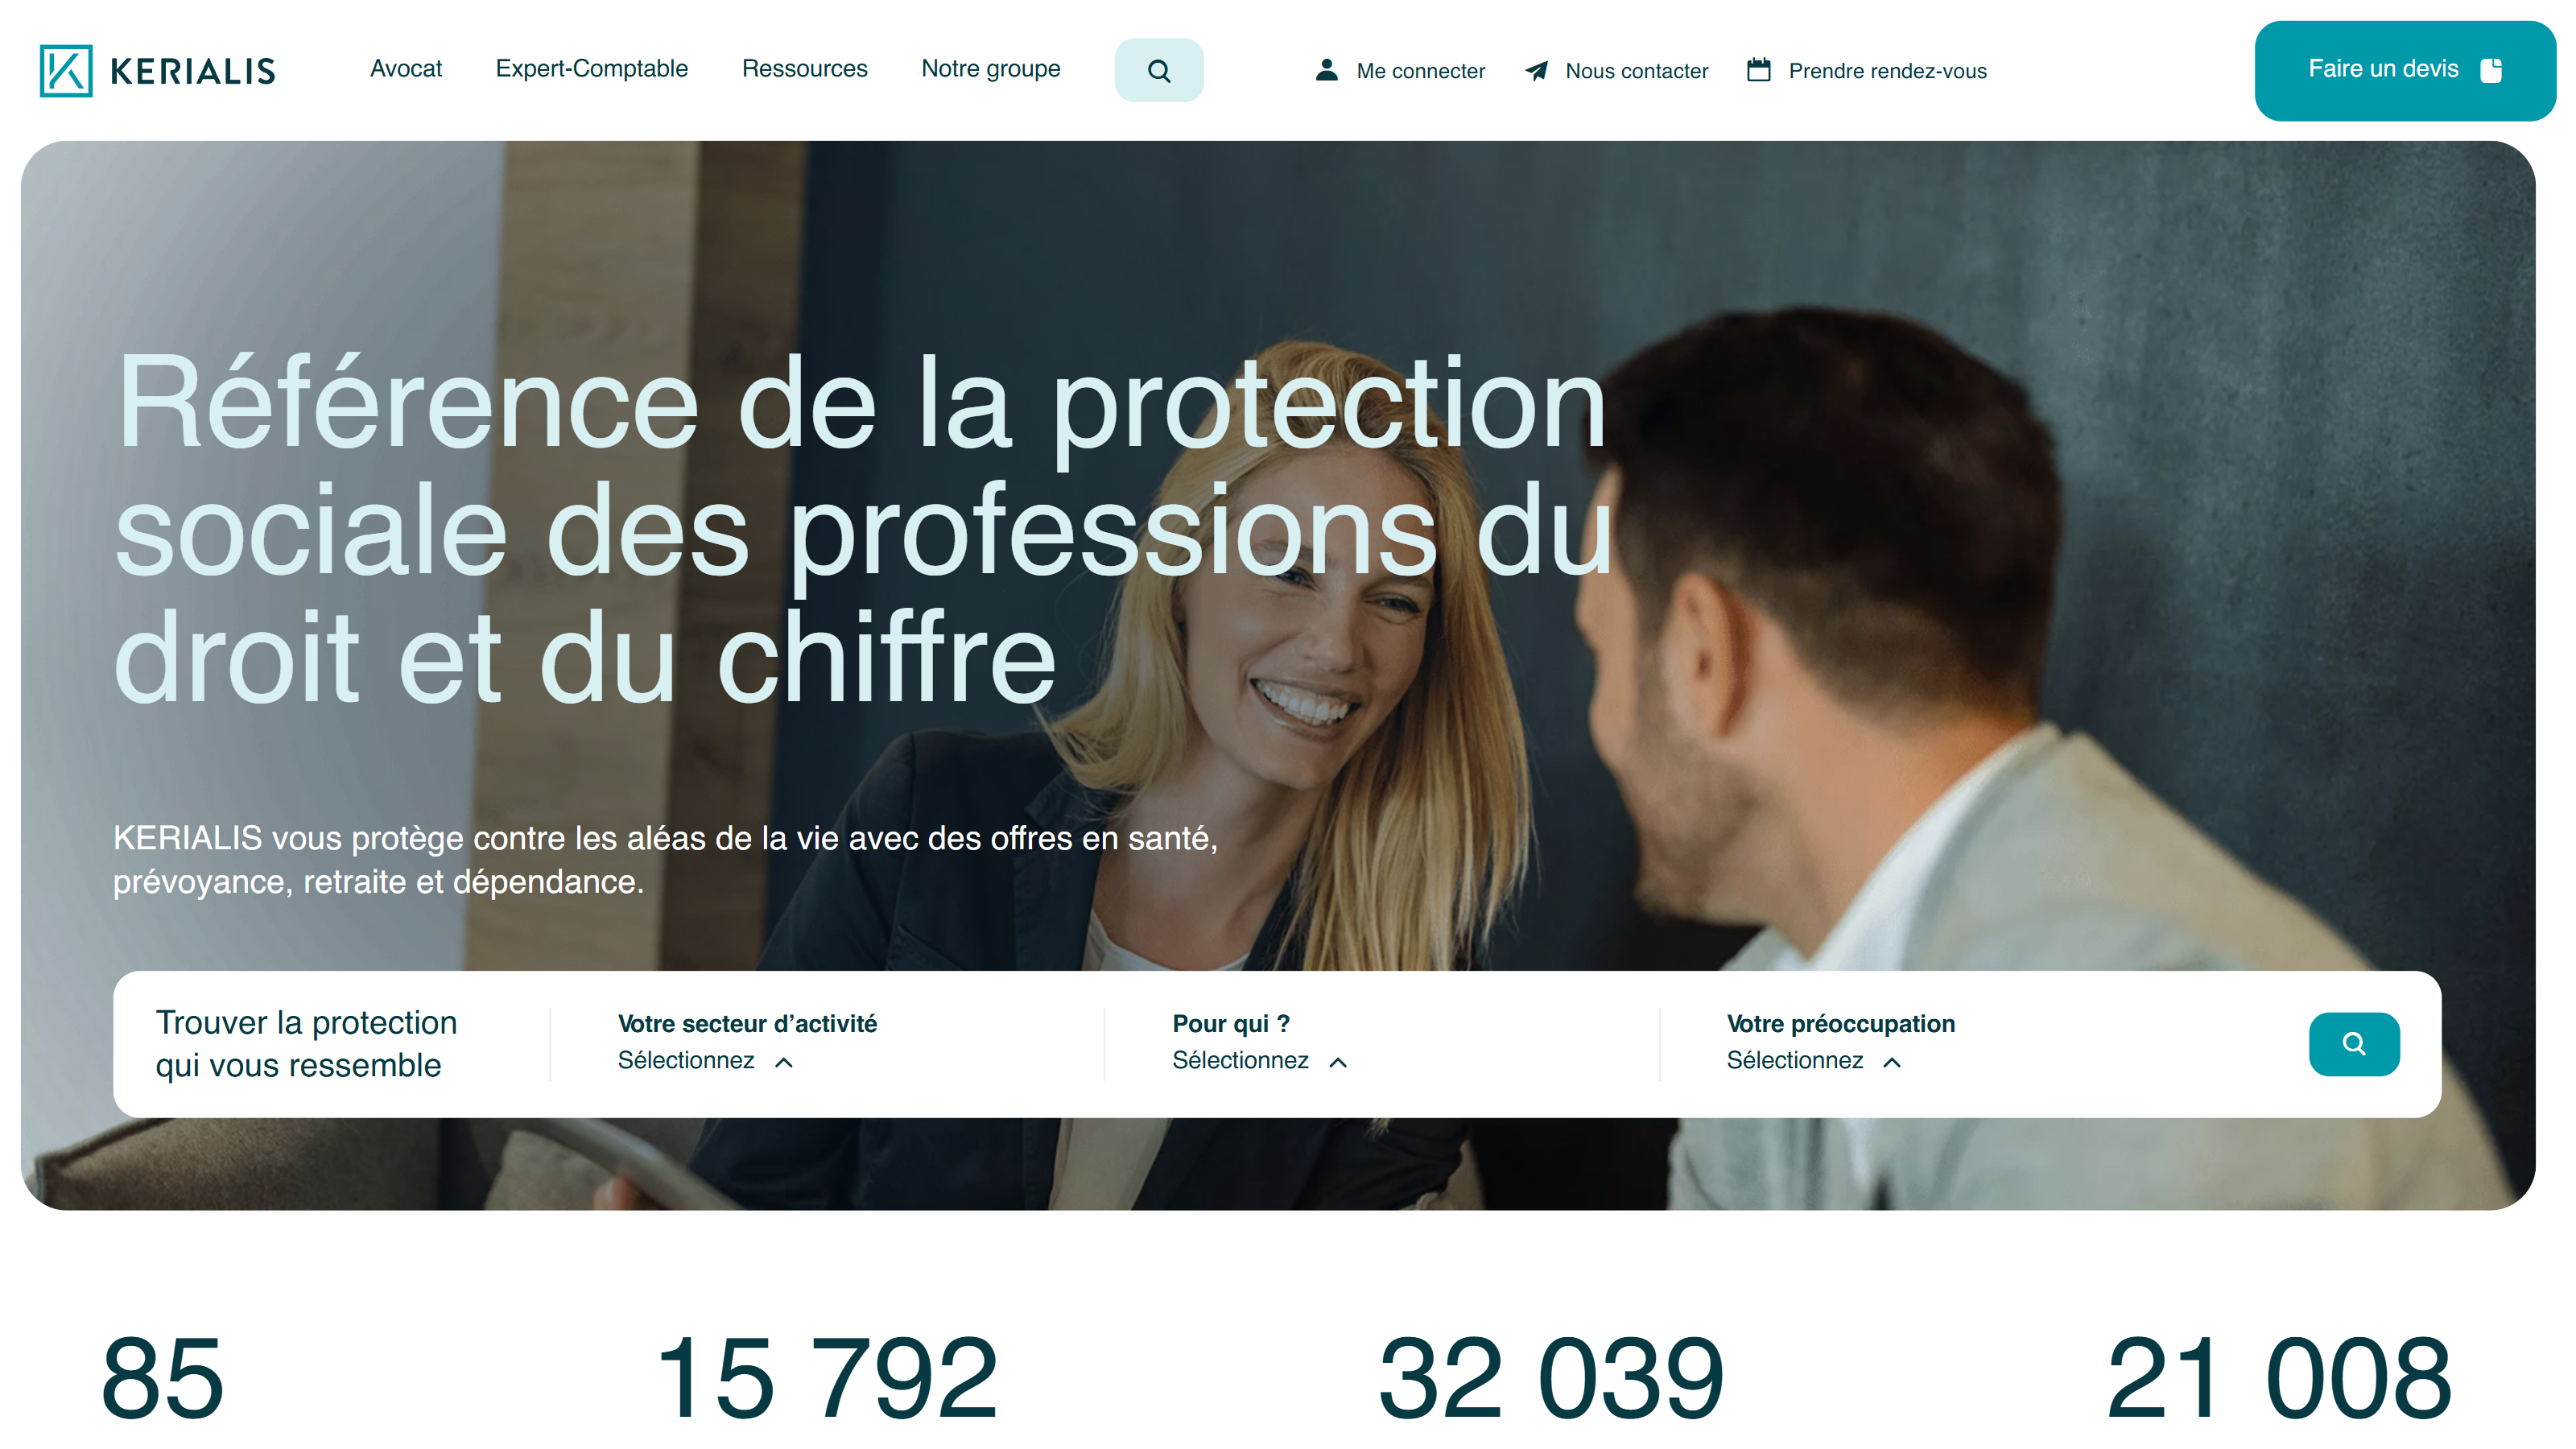 KERIALIS
Avocat
Expert-Comptable
Ressources
Notre groupe
Me connecter
Nous contacter
Prendre rendez-vous
Faire un devis
Référence de la protection
sociale des professions du
droit et du chiffre
KERIALIS vous protège contre les aléas de la vie avec des offres en santé,
prévoyance, retraite et dépendance.
Trouver la protection
qui vous ressemble
Votre secteur d’activité
Sélectionnez
Pour qui ?
Sélectionnez
Votre préoccupation
Sélectionnez
85
15 792
32 039
21 008